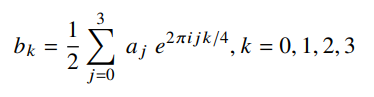 b_k = \frac{1}{2} \sum_{j=0}^{3} a_j e^{2\pi ijk/4}, k = 0, 1, 2, 3